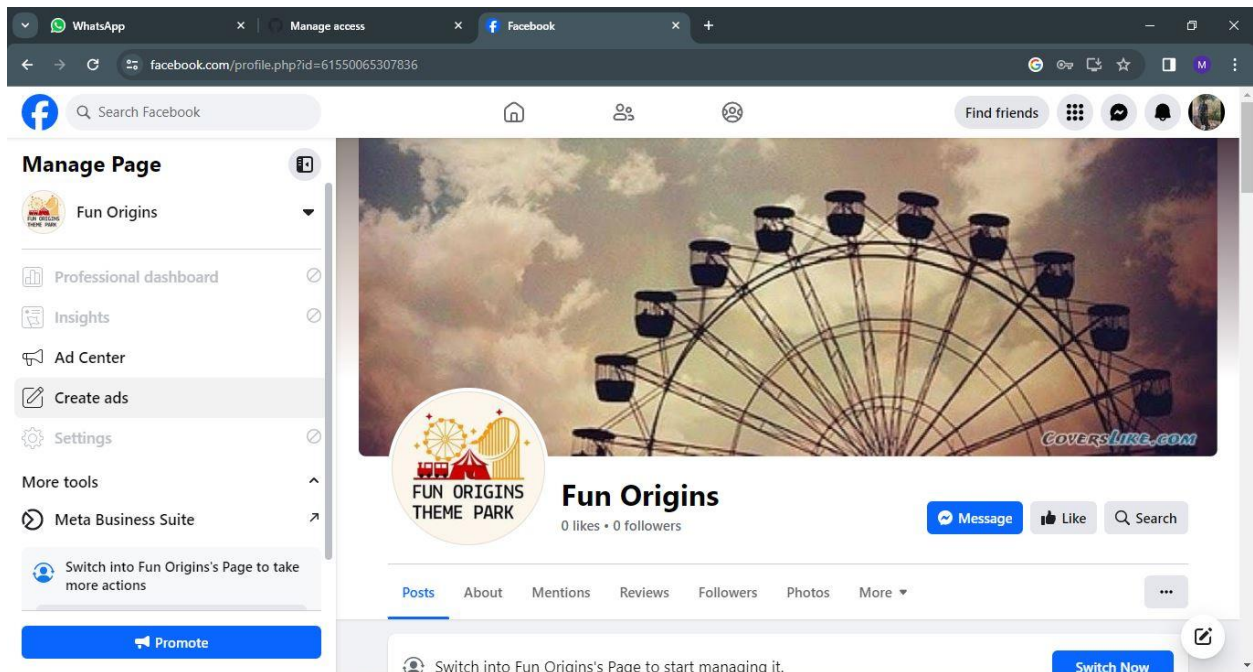 WhatsApp
Manage access
Facebook
facebook.com/profile.php?id=61550065307836
M
Search Facebook
Find friends
Manage Page
Fun Origins
FUN ORIGINS
THEME PARK
Professional dashboard
Insights
Ad Center
Create ads
Settings
More tools
Meta Business Suite
Switch into Fun Origins's Page to take
more actions
Promote
COVERSLIKE.COM
FUN ORIGINS
THEME PARK
Fun Origins
0 likes • 0 followers
Message
Like
Search
Posts About Mentions Reviews Followers Photos More
Switch into Fun Origins's Page to start managing it.
Switch Now